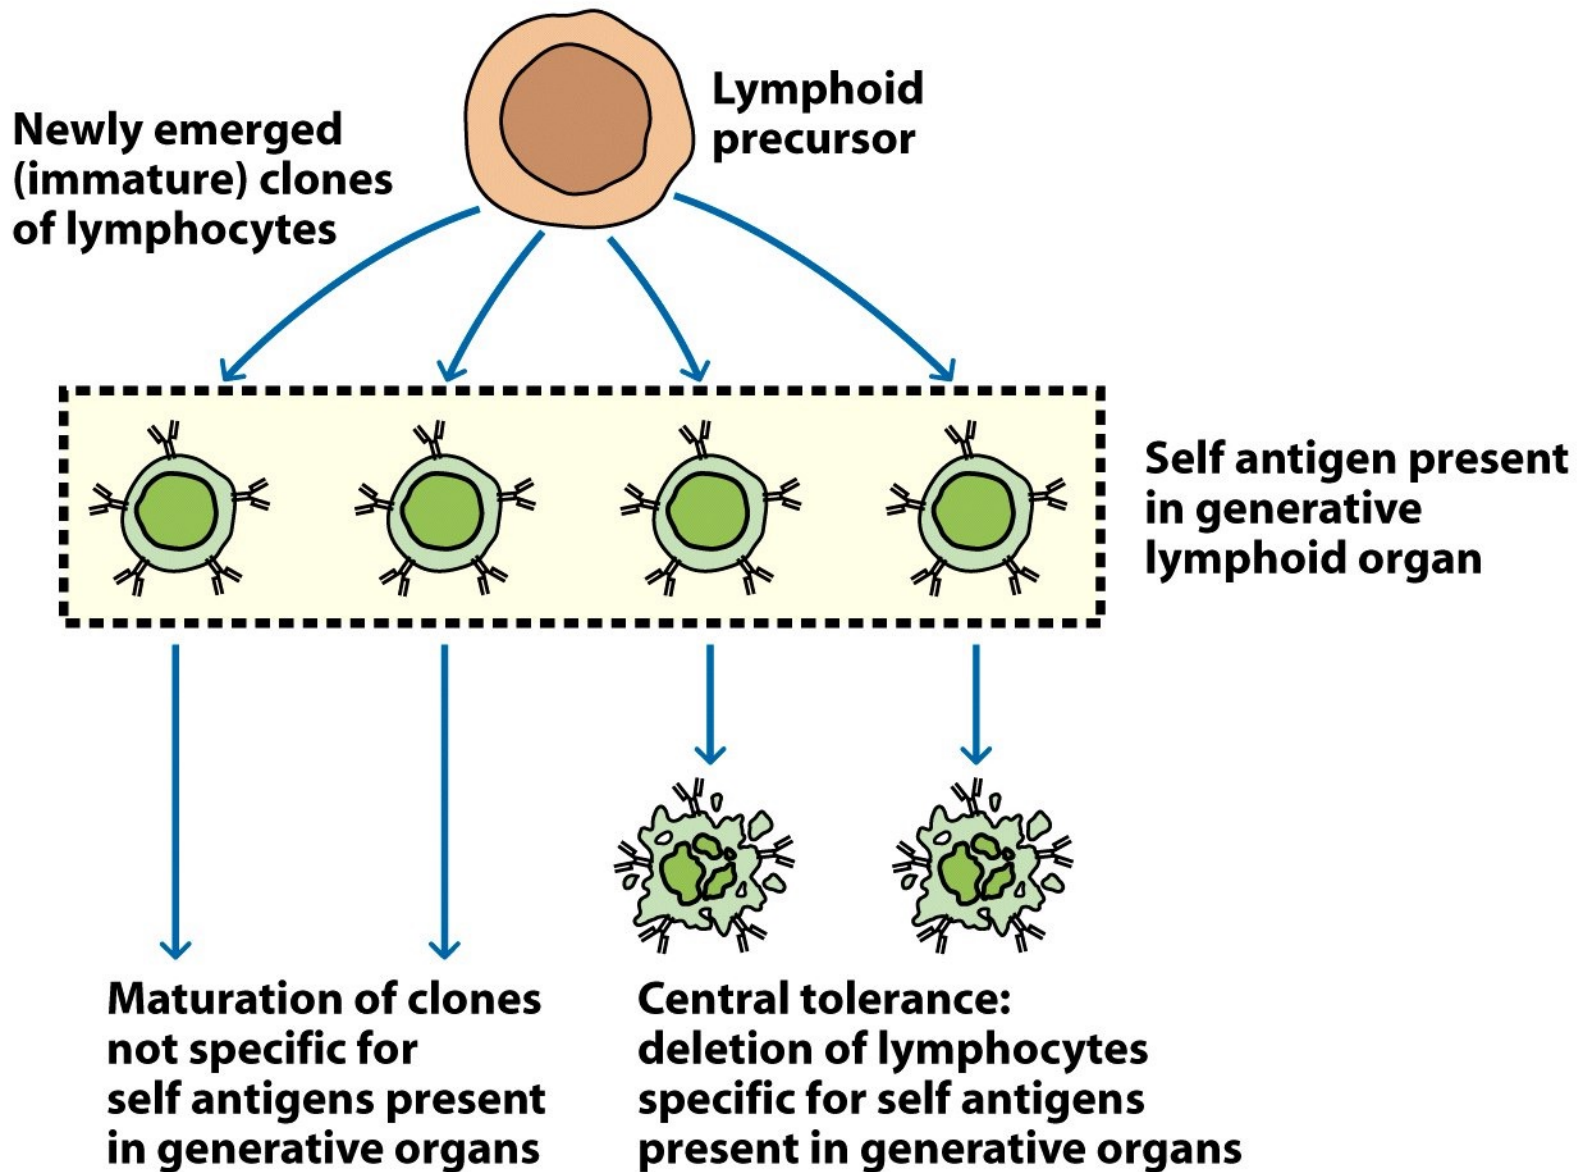 Lymphoid
precursor
Newly emerged
(immature) clones
of lymphocytes
Self antigen present
in generative
lymphoid organ
Maturation of clones
not specific for
self antigens present
in generative organs
Central tolerance:
deletion of lymphocytes
specific for self antigens
present in generative organs